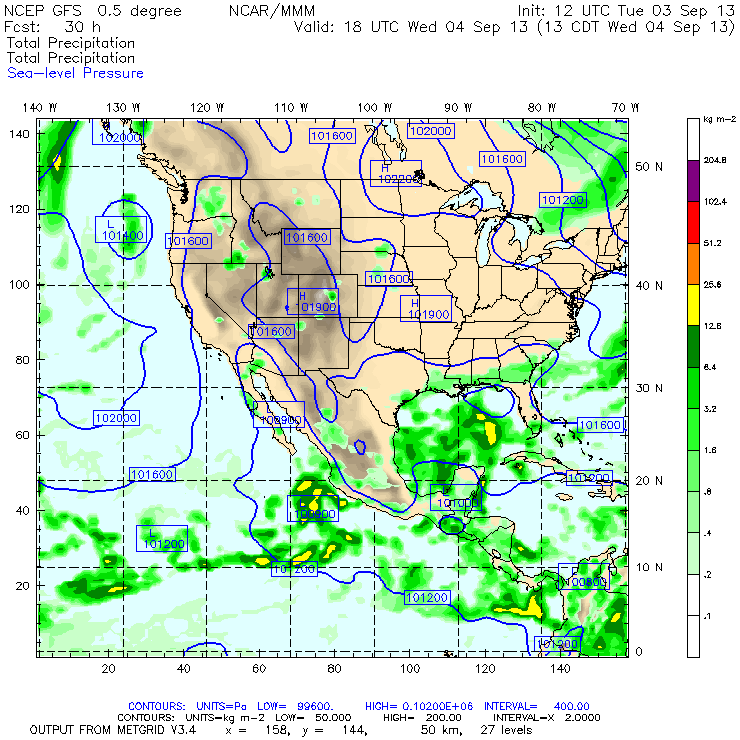 NCEP GFS 0.5 degree NCAR/MMM Init: 12 UTC Tue 03 Sep 13
Fcst: 30 h Valid: 18 UTC Wed 04 Sep 13 (13 CDT Wed 04 Sep 13)
Total Precipitation
Total Precipitation
Sea-level Pressure
140 W 130 W 120 W 110 W 100 W 90 W 80 W 70 W
kg m-2
140 102000 101600 102000
101600
H 102200 50 N
204.8
101200
102.4
120
L 101400
101600 101600
51.2
101600
100 40 N
25.6
H 101900 H 101900
101600
12.8
80
6.4
30 N
3.2
102000 100900 101600
60
1.6
101600 101200
20 N
.8
101000
40 L 100900
.4
L 101200
101200 10 N
.2
20 101200
.1
101200
0
20 40 60 80 100 120 140
CONTOURS: UNITS=Pa LOW= 99600. HIGH= 0.10200E+06 INTERVAL= 400.00
CONTOURS: UNITS=kg m-2 LOW= 50.000 HIGH= 200.00 INTERVAL=X 2.0000
OUTPUT FROM METGRID V3.4 x = 158, y = 144, 50 km, 27 levels